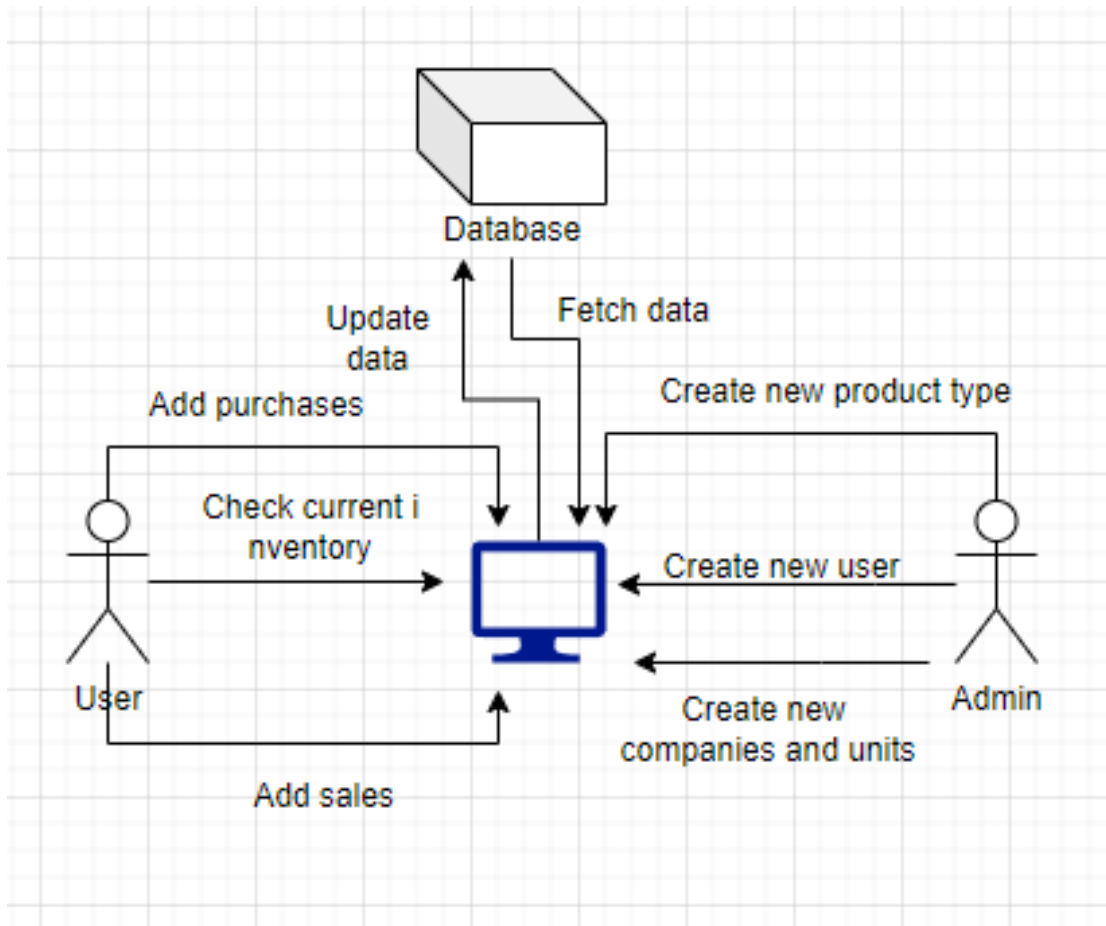 Database
Update
data
Fetch data
Add purchases
Create new product type
Check current i
nventory
Create new user
User
Admin
Create new
companies and units
Add sales